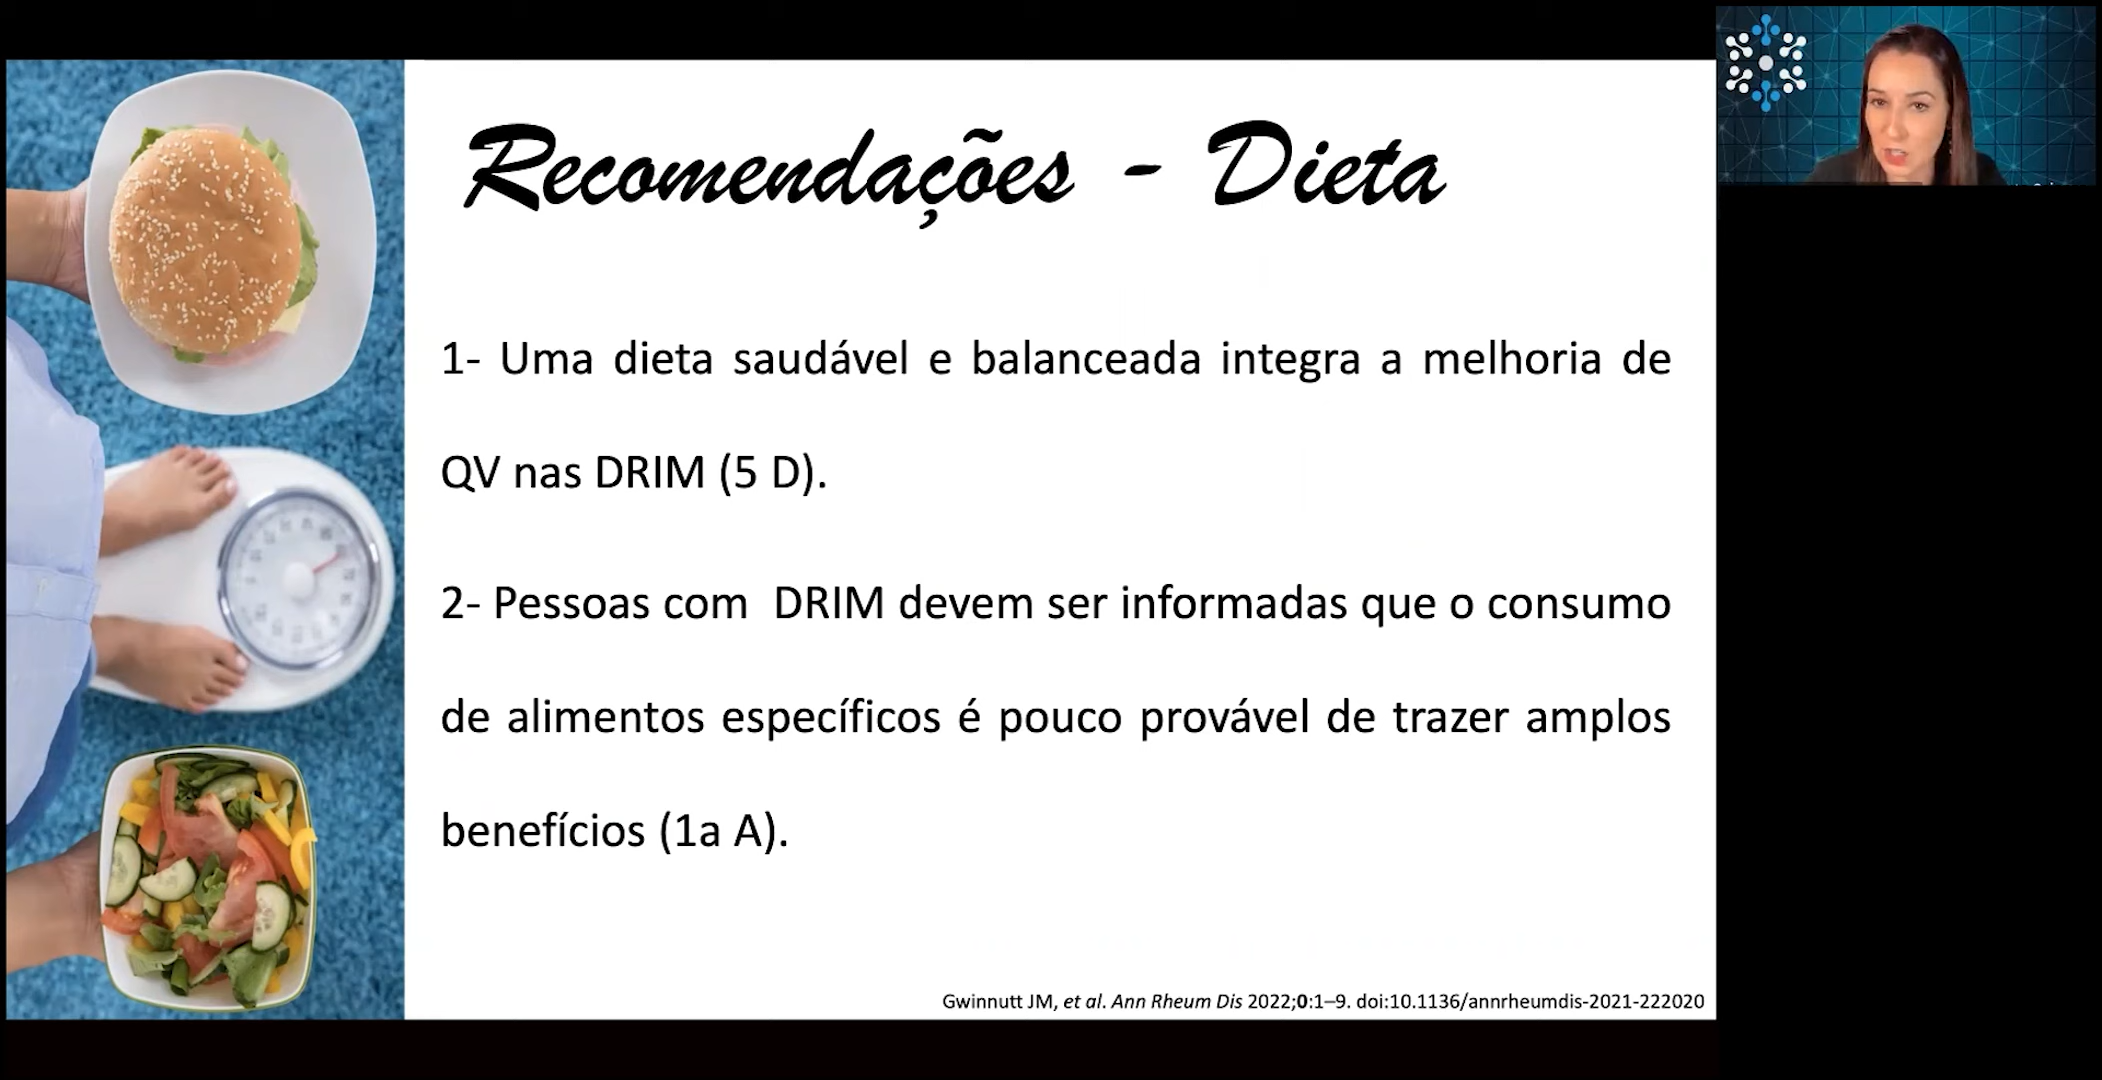 Recomendações - Dieta
1- Uma dieta saudável e balanceada integra a melhoria de
QV nas DRIM (5 D).
2- Pessoas com  DRIM devem ser informadas que o consumo
de alimentos específicos é pouco provável de trazer amplos
benefícios (1a A).
Gwinnutt JM, et al. Ann Rheum Dis 2022;0:1–9. doi:10.1136/annrheumdis-2021-222020